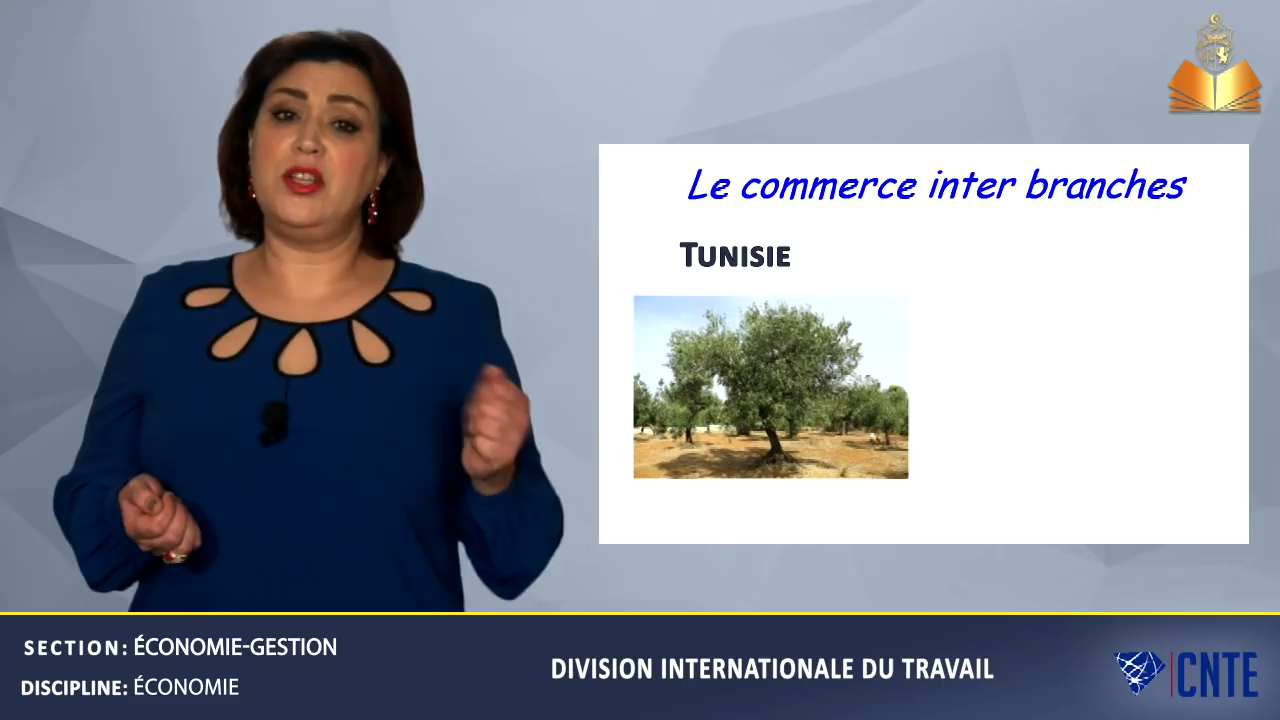 Le commerce inter branches
TUNISIE
SECTION: ÉCONOMIE-GESTION
DISCIPLINE: ÉCONOMIE
DIVISION INTERNATIONALE DU TRAVAIL
CNTE